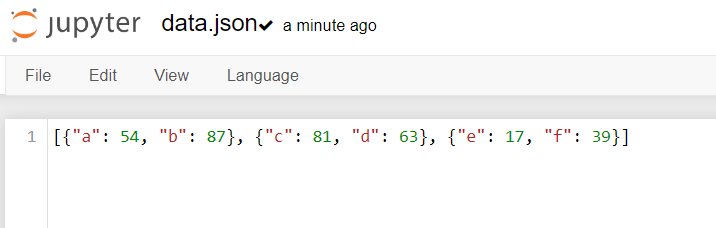 jupyter data.json✔ a minute ago
File Edit View Language
1 [{"a": 54, "b": 87}, {"c": 81, "d": 63}, {"e": 17, "f": 39}]